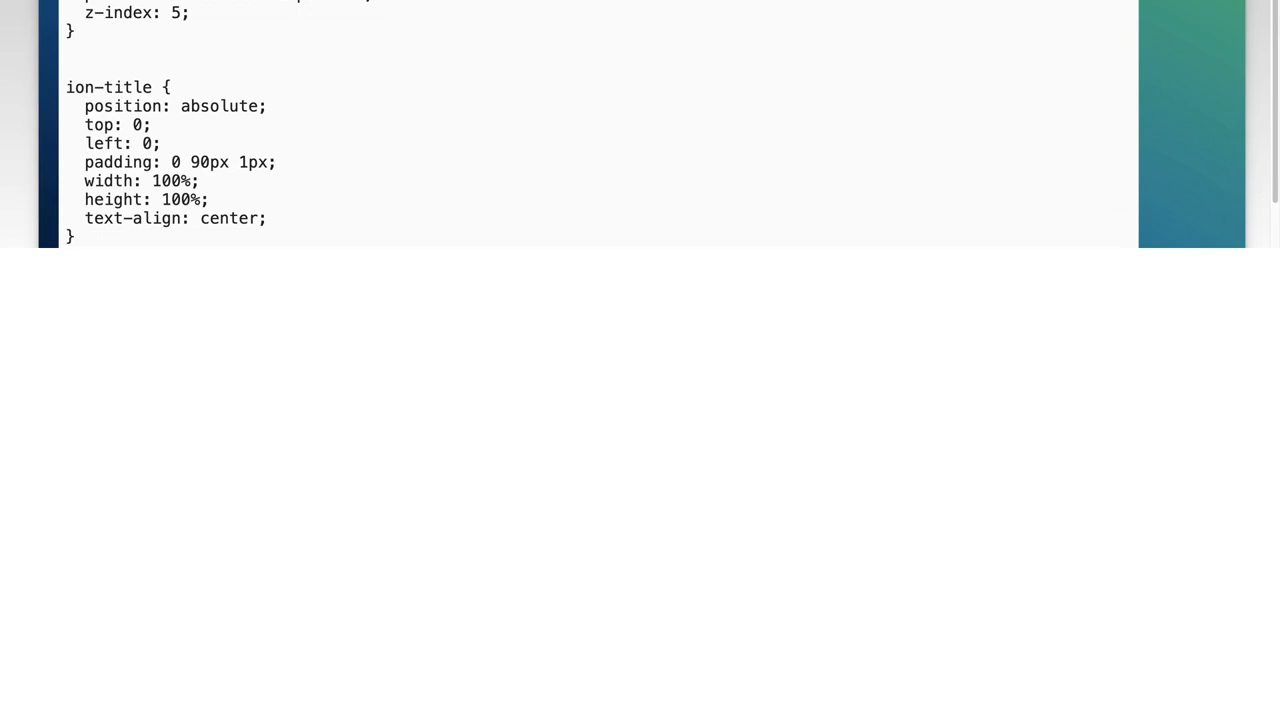 z-index: 5;
}
ion-title {
position: absolute;
top: 0;
left: 0;
padding: 0 90px 1px;
width: 100%;
height: 100%;
text-align: center;
}